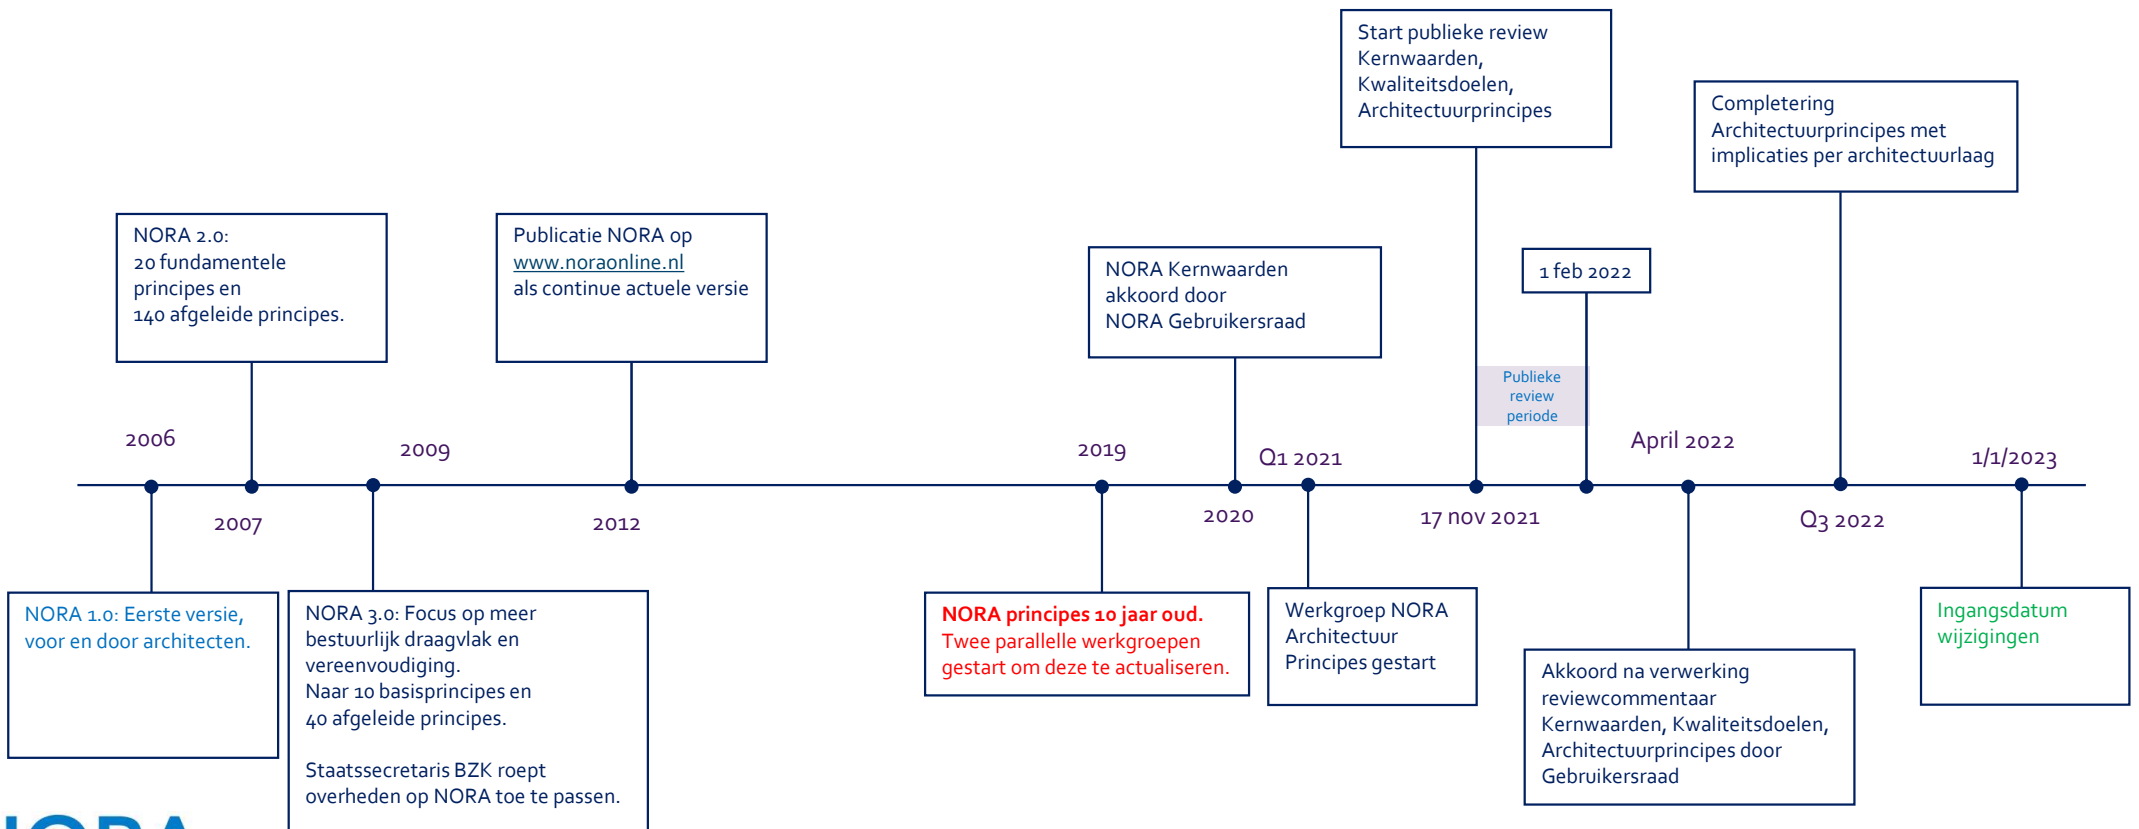 Start publieke review
Kernwaarden,
Kwaliteitsdoelen,
Architectuurprincipes
Completering
Architectuurprincipes met
implicaties per architectuurlaag
NORA 2.0:
20 fundamentele
principes en
140 afgeleide principes.
Publicatie NORA op
www.noraonline.nl
als continue actuele versie
NORA Kernwaarden
akkoord door
NORA Gebruikersraad
1 feb 2022
Publieke
review
periode
2006
2009
2019
Q1 2021
April 2022
1/1/2023
2007
2012
2020
17 nov 2021
Q3 2022
NORA 1.0: Eerste versie,
voor en door architecten.
NORA 3.0: Focus op meer
bestuurlijk draagvlak en
vereenvoudiging.
Naar 10 basisprincipes en
40 afgeleide principes.
Staatssecretaris BZK roept
overheden op NORA toe te passen.
NORA principes 10 jaar oud.
Twee parallelle werkgroepen
gestart om deze te actualiseren.
Werkgroep NORA
Architectuur
Principes gestart
Akkoord na verwerking
reviewcommentaar
Kernwaarden, Kwaliteitsdoelen,
Architectuurprincipes door
Gebruikersraad
Ingangsdatum
wijzigingen
NORA